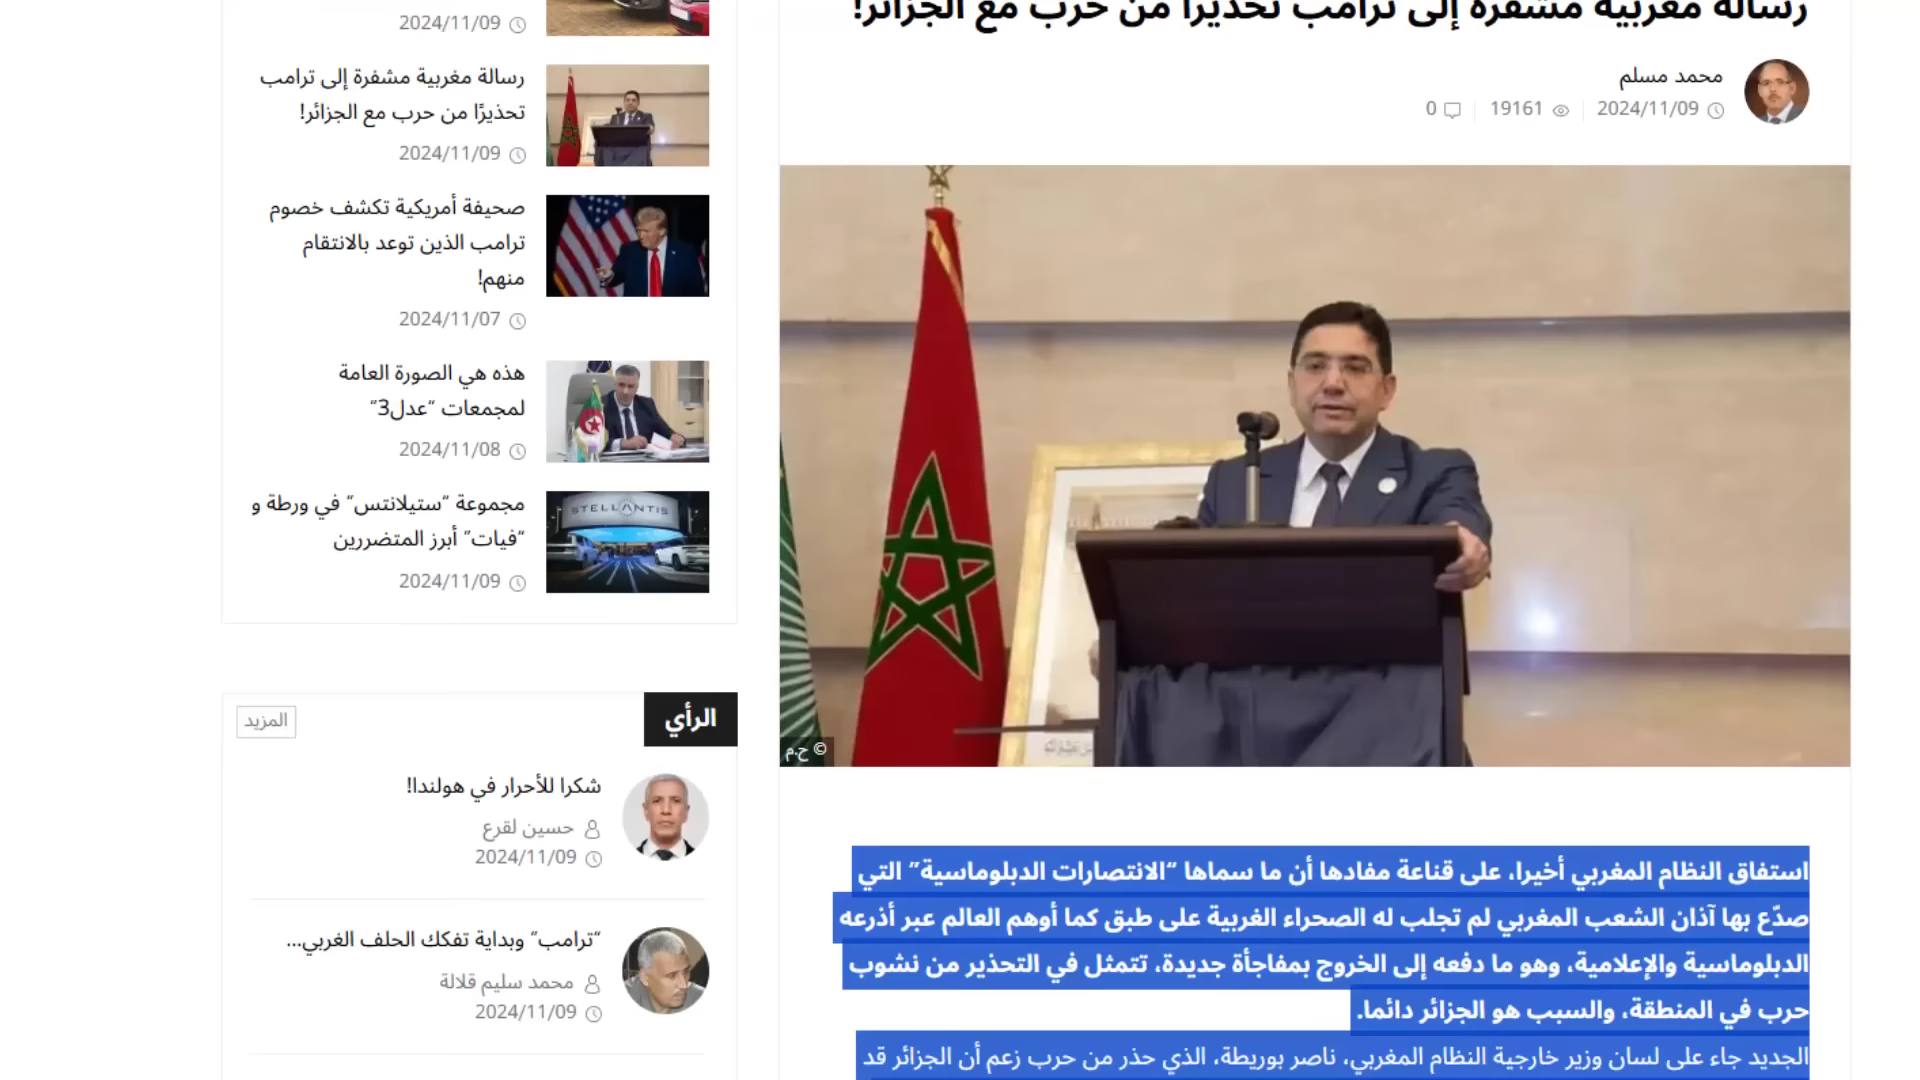 رسالة مغربية مشفرة إلى ترامب تحذيرًا من حرب مع الجزائر!
محمد مسلم
2024/11/09
19161
0
© ح.م
استفاق النظام المغربي أخيرا، على قناعة مفادها أن ما سماها “الانتصارات الدبلوماسية” التي
صدّع بها آذان الشعب المغربي لم تجلب له الصحراء الغربية على طبق كما أوهم العالم عبر أذرعه
الدبلوماسية والإعلامية، وهو ما دفعه إلى الخروج بمفاجأة جديدة، تتمثل في التحذير من نشوب
حرب في المنطقة، والسبب هو الجزائر دائما.
الجديد جاء على لسان وزير خارجية النظام المغربي، ناصر بوريطة، الذي حذر من حرب زعم أن الجزائر قد
2024/11/09
رسالة مغربية مشفرة إلى ترامب
تحذيرًا من حرب مع الجزائر!
2024/11/09
صحيفة أمريكية تكشف خصوم
ترامب الذين توعد بالانتقام
منهم!
2024/11/07
هذه هي الصورة العامة
لمجمعات “عدل3”
2024/11/08
مجموعة “ستيلانتس” في ورطة و
“فيات” أبرز المتضررين
STELLANTIS
2024/11/09
الرأي
المزيد
شكرا للأحرار في هولندا!
حسين لقرع
2024/11/09
“ترامب” وبداية تفكك الحلف الغربي...
محمد سليم قلالة
2024/11/09